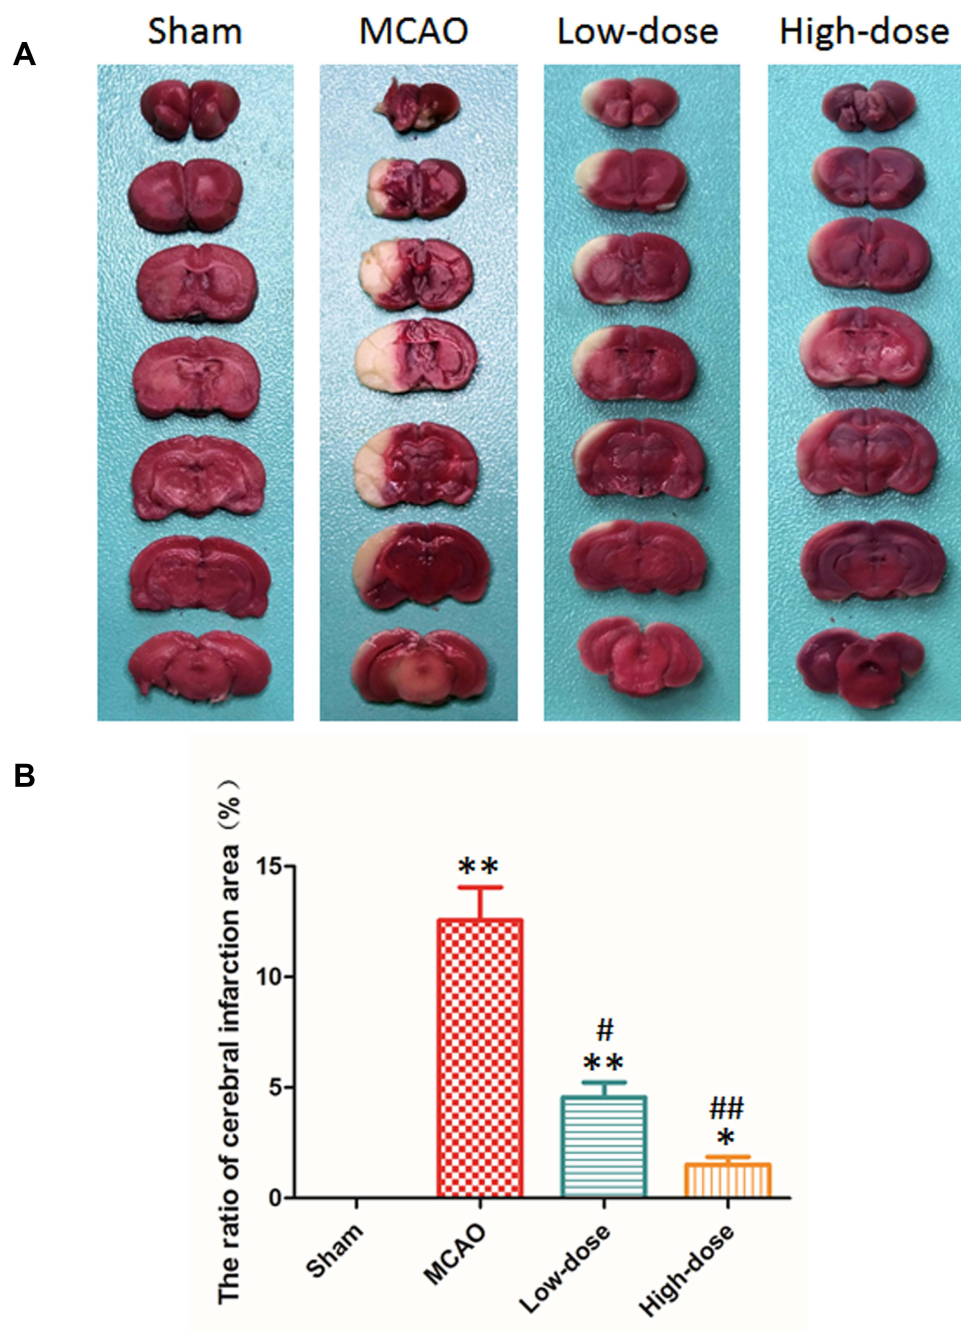 A
Sham MCAO Low-dose High-dose
B
The ratio of cerebral infarction area (%)
15
10
5
0
**
#
**
##
*
Sham
MCAO
Low-dose
High-dose